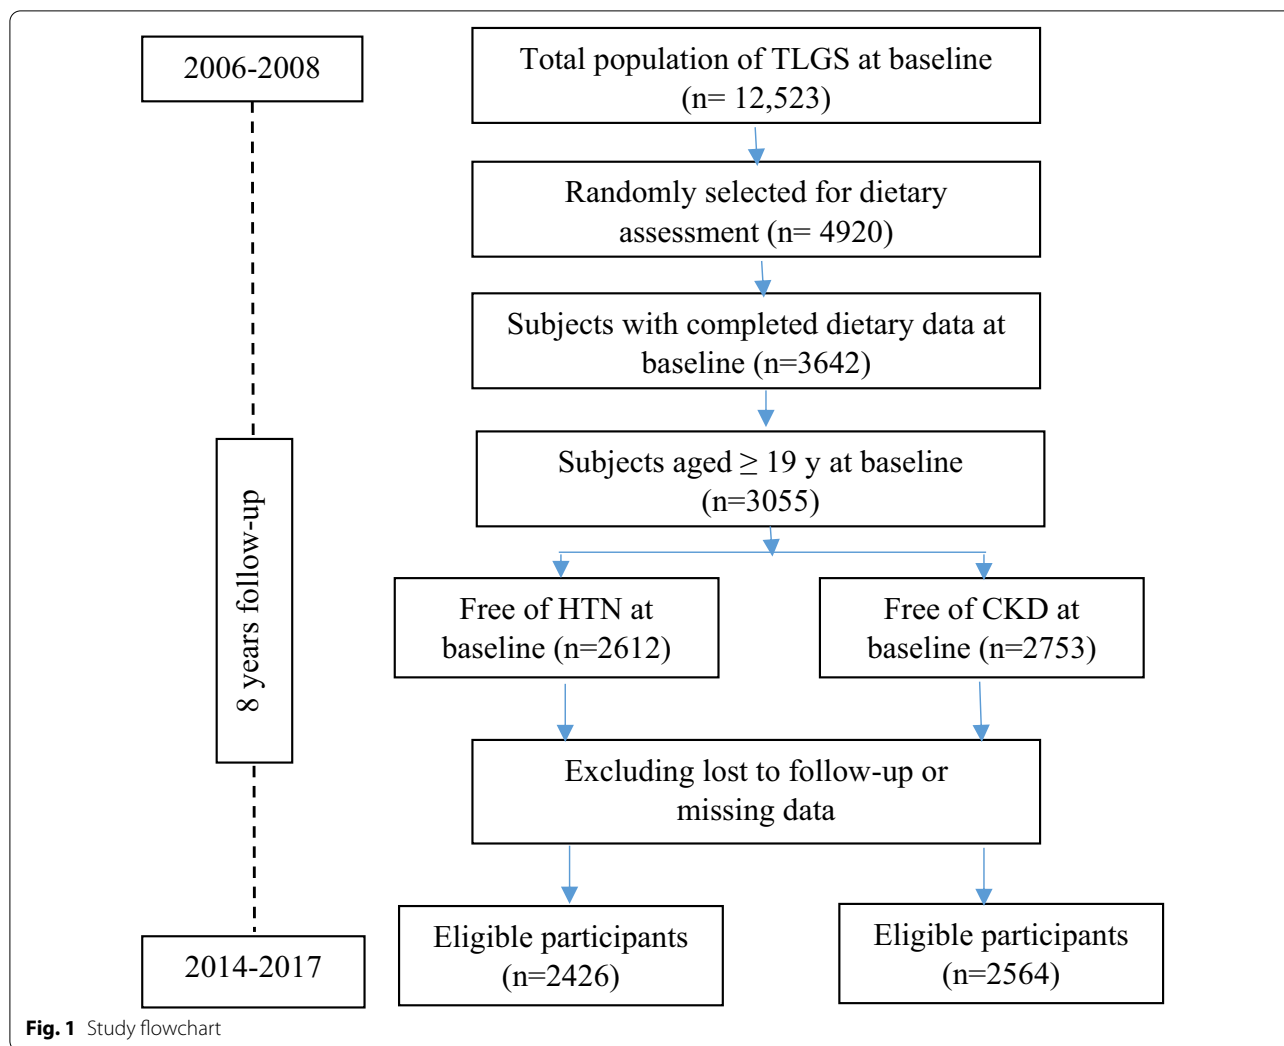 2006-2008
Total population of TLGS at baseline
(n= 12,523)
Randomly selected for dietary
assessment (n= 4920)
Subjects with completed dietary data at
baseline (n=3642)
Subjects aged ≥ 19 y at baseline
(n=3055)
8 years follow-up
Free of HTN at
baseline (n=2612)
Free of CKD at
baseline (n=2753)
Excluding lost to follow-up or
missing data
Eligible participants
(n=2426)
Eligible participants
(n=2564)
2014-2017
Fig. 1 Study flowchart